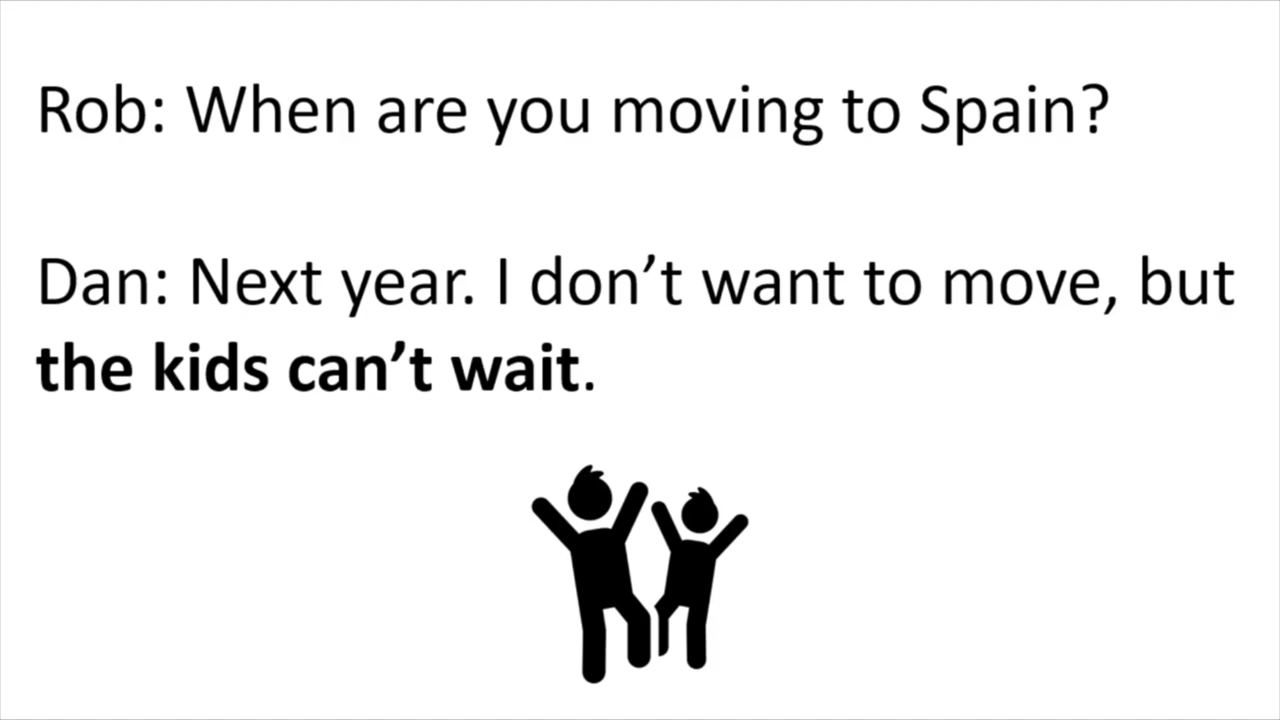 Rob: When are you moving to Spain?
Dan: Next year. I don’t want to move, but
the kids can’t wait.